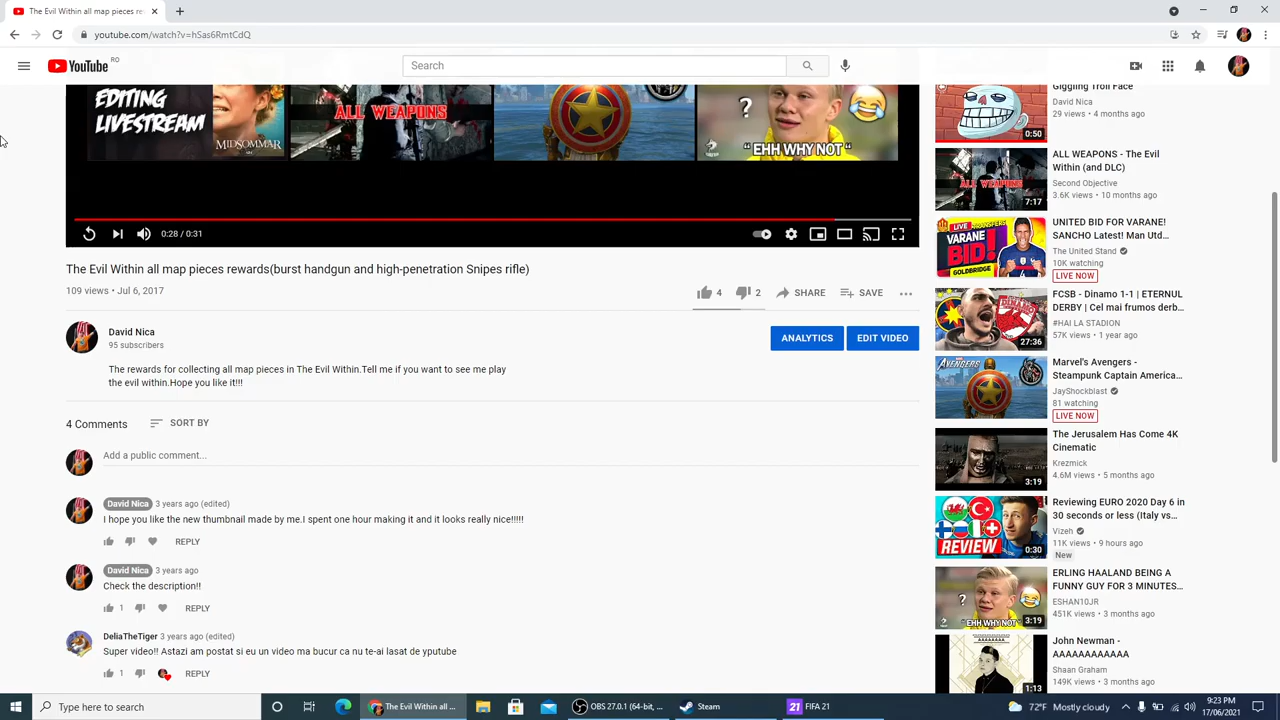 The Evil Within all map pieces re
youtube.com/watch?v=hSas6RmtCdQ
YouTube
RO
Search
EDITING
LIVESTREAM
MIDSOMMAR
ALL WEAPONS
?
" EHH WHY NOT "
0:28 / 0:31
The Evil Within all map pieces rewards(burst handgun and high-penetration Snipes rifle)
109 views • Jul 6, 2017
4
2
SHARE
SAVE
David Nica
95 subscribers
ANALYTICS
EDIT VIDEO
The rewards for collecting all map pieces in The Evil Within.Tell me if you want to see me play
the evil within.Hope you like it!!!
4 Comments
SORT BY
Add a public comment...
David Nica 3 years ago (edited)
I hope you like the new thumbnail made by me.I spent one hour making it and it looks really nice!!!!!
REPLY
David Nica 3 years ago
Check the description!!
1 REPLY
DeliaTheTiger 3 years ago (edited)
Super video!! Astazi am postat si eu un video ma bucur ca nu te-ai lasat de yputube
1 REPLY
Giggling Troll Face
David Nica
29 views • 4 months ago
0:50
ALL WEAPONS - The Evil
Within (and DLC)
Second Objective
3.6K views • 10 months ago
ALL WEAPONS
7:17
UNITED BID FOR VARANE!
SANCHO Latest! Man Utd...
The United Stand
10K watching
LIVE NOW
LIVE TRANSFERS
VARANE
BID!
GOLDBRIDGE
FCSB - Dinamo 1-1 | ETERNUL
DERBY | Cel mai frumos derb...
#HAI LA STADION
57K views • 1 year ago
27:36
Marvel's Avengers -
Steampunk Captain America...
JayShockblast
81 watching
LIVE NOW
AVENGERS
The Jerusalem Has Come 4K
Cinematic
Krezmick
4.6M views • 5 months ago
3:19
Reviewing EURO 2020 Day 6 in
30 seconds or less (Italy vs...
Vizeh
11K views • 9 hours ago
New
REVIEW
0:30
ERLING HAALAND BEING A
FUNNY GUY FOR 3 MINUTES...
ESHAN10JR
451K views • 3 months ago
?
"EHH WHY NOT"
3:19
John Newman -
AAAAAAAAAAAA
Shaan Graham
149K views • 3 months ago
1:13
Type here to search
The Evil Within all ...
OBS 27.0.1 (64-bit, ...
Steam
21
FIFA 21
72°F Mostly cloudy
9:23 PM
17/06/2021